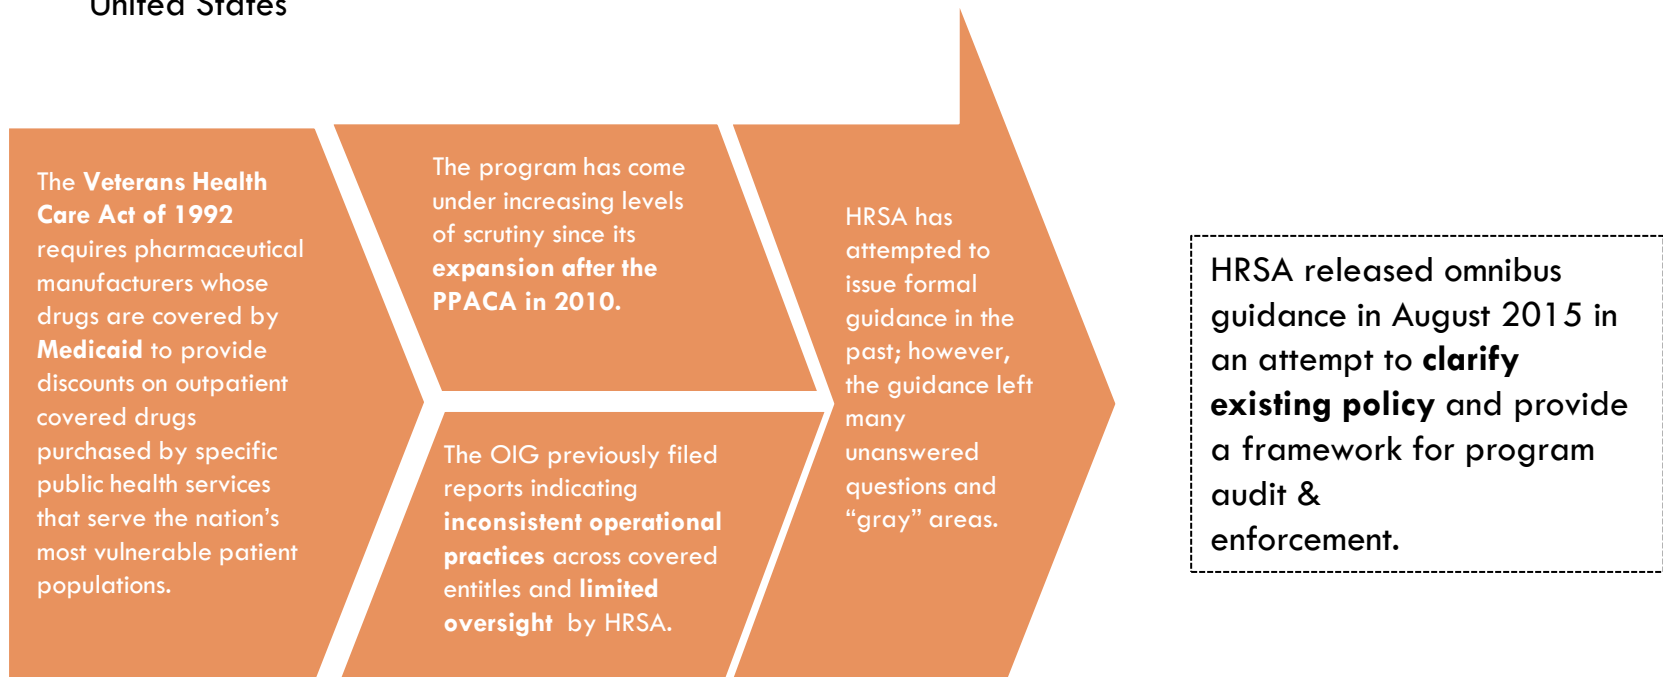 United States
The Veterans Health
Care Act of 1992
requires pharmaceutical
manufacturers whose
drugs are covered by
Medicaid to provide
discounts on outpatient
covered drugs
purchased by specific
public health services
that serve the nation’s
most vulnerable patient
populations.
The program has come
under increasing levels
of scrutiny since its
expansion after the
PPACA in 2010.
The OIG previously filed
reports indicating
inconsistent operational
practices across covered
entitles and limited
oversight by HRSA.
HRSA has
attempted to
issue formal
guidance in the
past; however,
the guidance left
many
unanswered
questions and
“gray” areas.
HRSA released omnibus
guidance in August 2015 in
an attempt to clarify
existing policy and provide
a framework for program
audit &
enforcement.